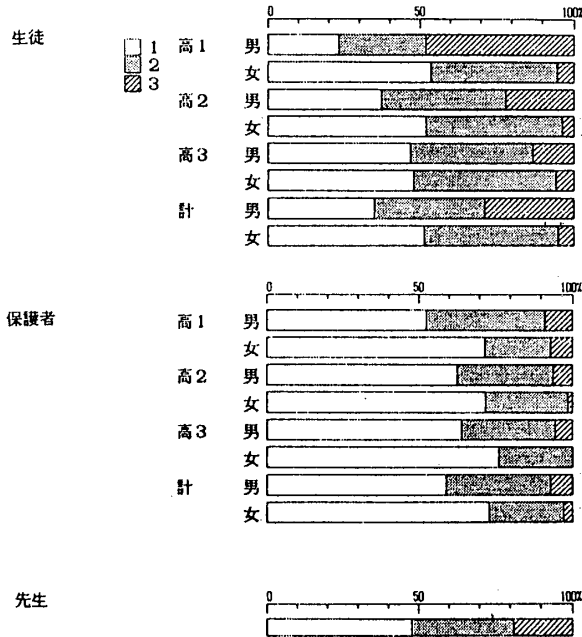 0 50 100%
生徒 1 高1 男
2
3
女
高2 男
女
高3 男
女
計 男
女
0 50 100%
保護者 高1 男
女
高2 男
女
高3 男
女
計 男
女
0 50 100%
先生